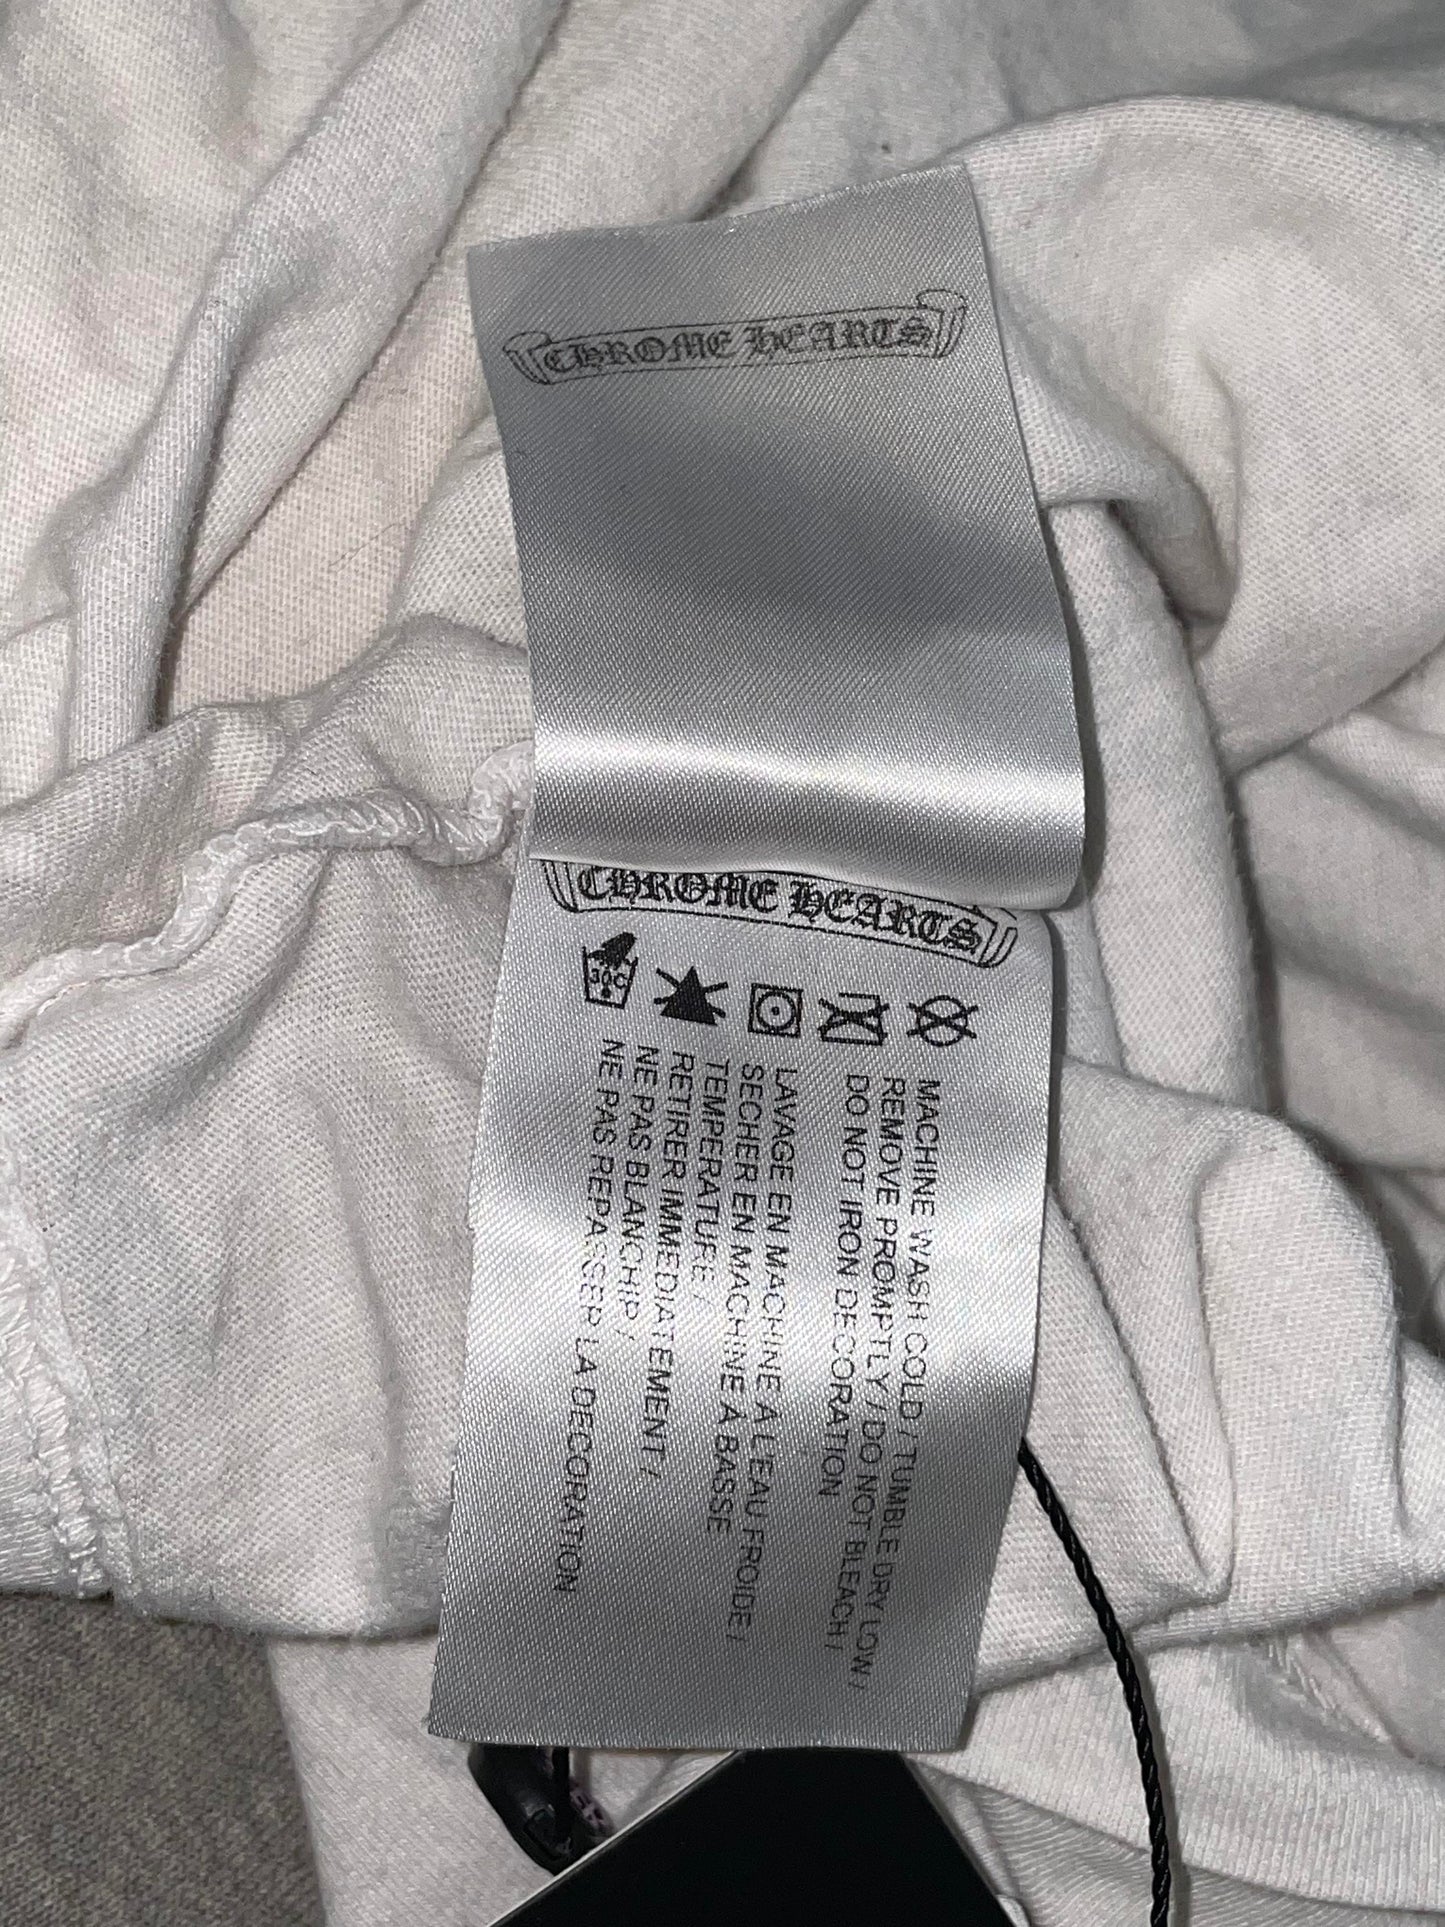 CHROME HEARTS
CHROME HEARTS
30C
MACHINE WASH COLD / TUMBLE DRY LOW /
REMOVE PROMPTLY / DO NOT BLEACH /
DO NOT IRON DECORATION
LAVAGE EN MACHINE A L'EAU FROIDE /
SECHER EN MACHINE À BASSE
TEMPERATURE /
RETIRER IMMEDIATEMENT /
NE PAS BLANCHIR /
NE PAS REPASSER LA DECORATION